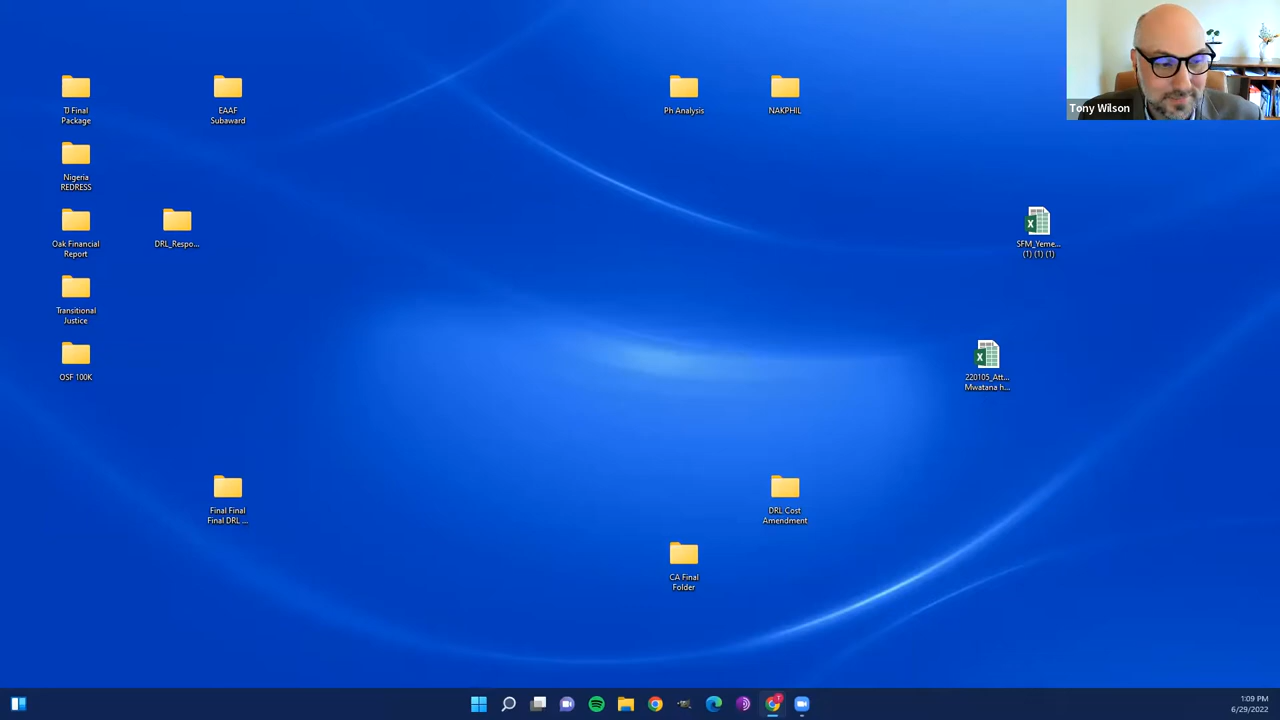 TJ Final
Package
EAAF
Subaward
Ph Analysis
NAKPHIL
Tony Wilson
Nigeria
REDRESS
Oak Financial
Report
DRL_Respo...
SFM_Yeme...
(1) (1) (1)
Transitional
Justice
OSF 100K
220105_Att...
Mwatana h...
Final Final
Final DRL ...
DRL Cost
Amendment
CA Final
Folder
1:09 PM
6/29/2022